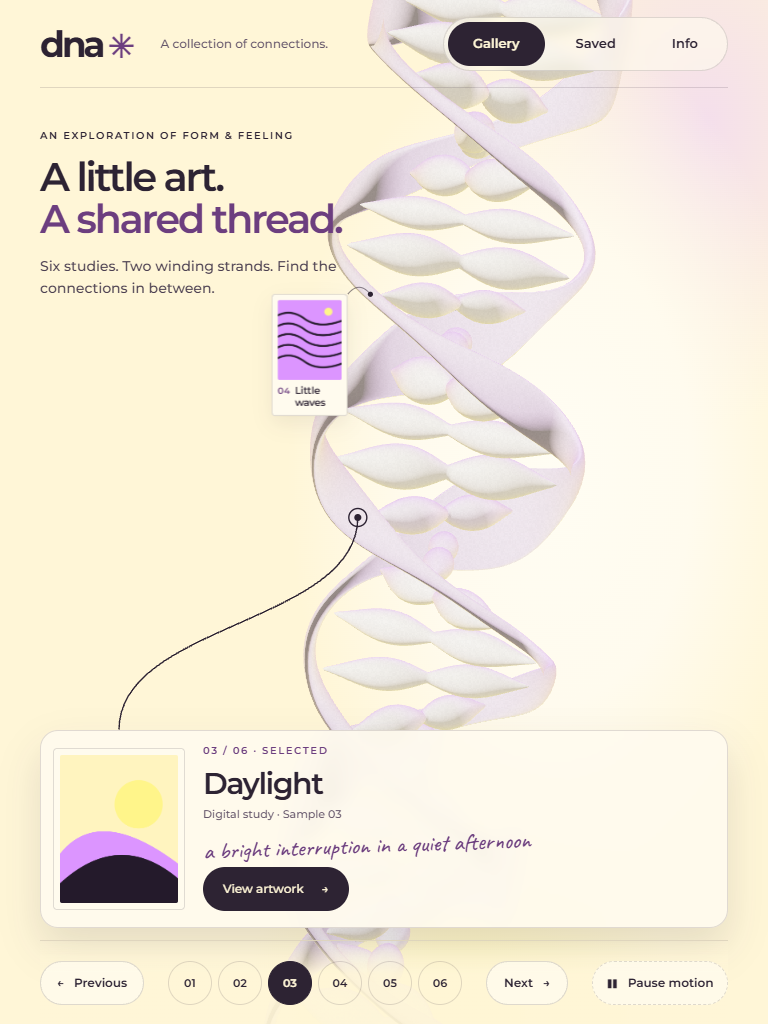 dna
A collection of connections.
Gallery
Saved
Info
AN EXPLORATION OF FORM & FEELING
A little art.
A shared thread.
Six studies. Two winding strands. Find the
connections in between.
04 Little
waves
03 / 06 · SELECTED
Daylight
Digital study · Sample 03
a bright interruption in a quiet afternoon
View artwork →
← Previous
01
02
03
04
05
06
Next →
Pause motion